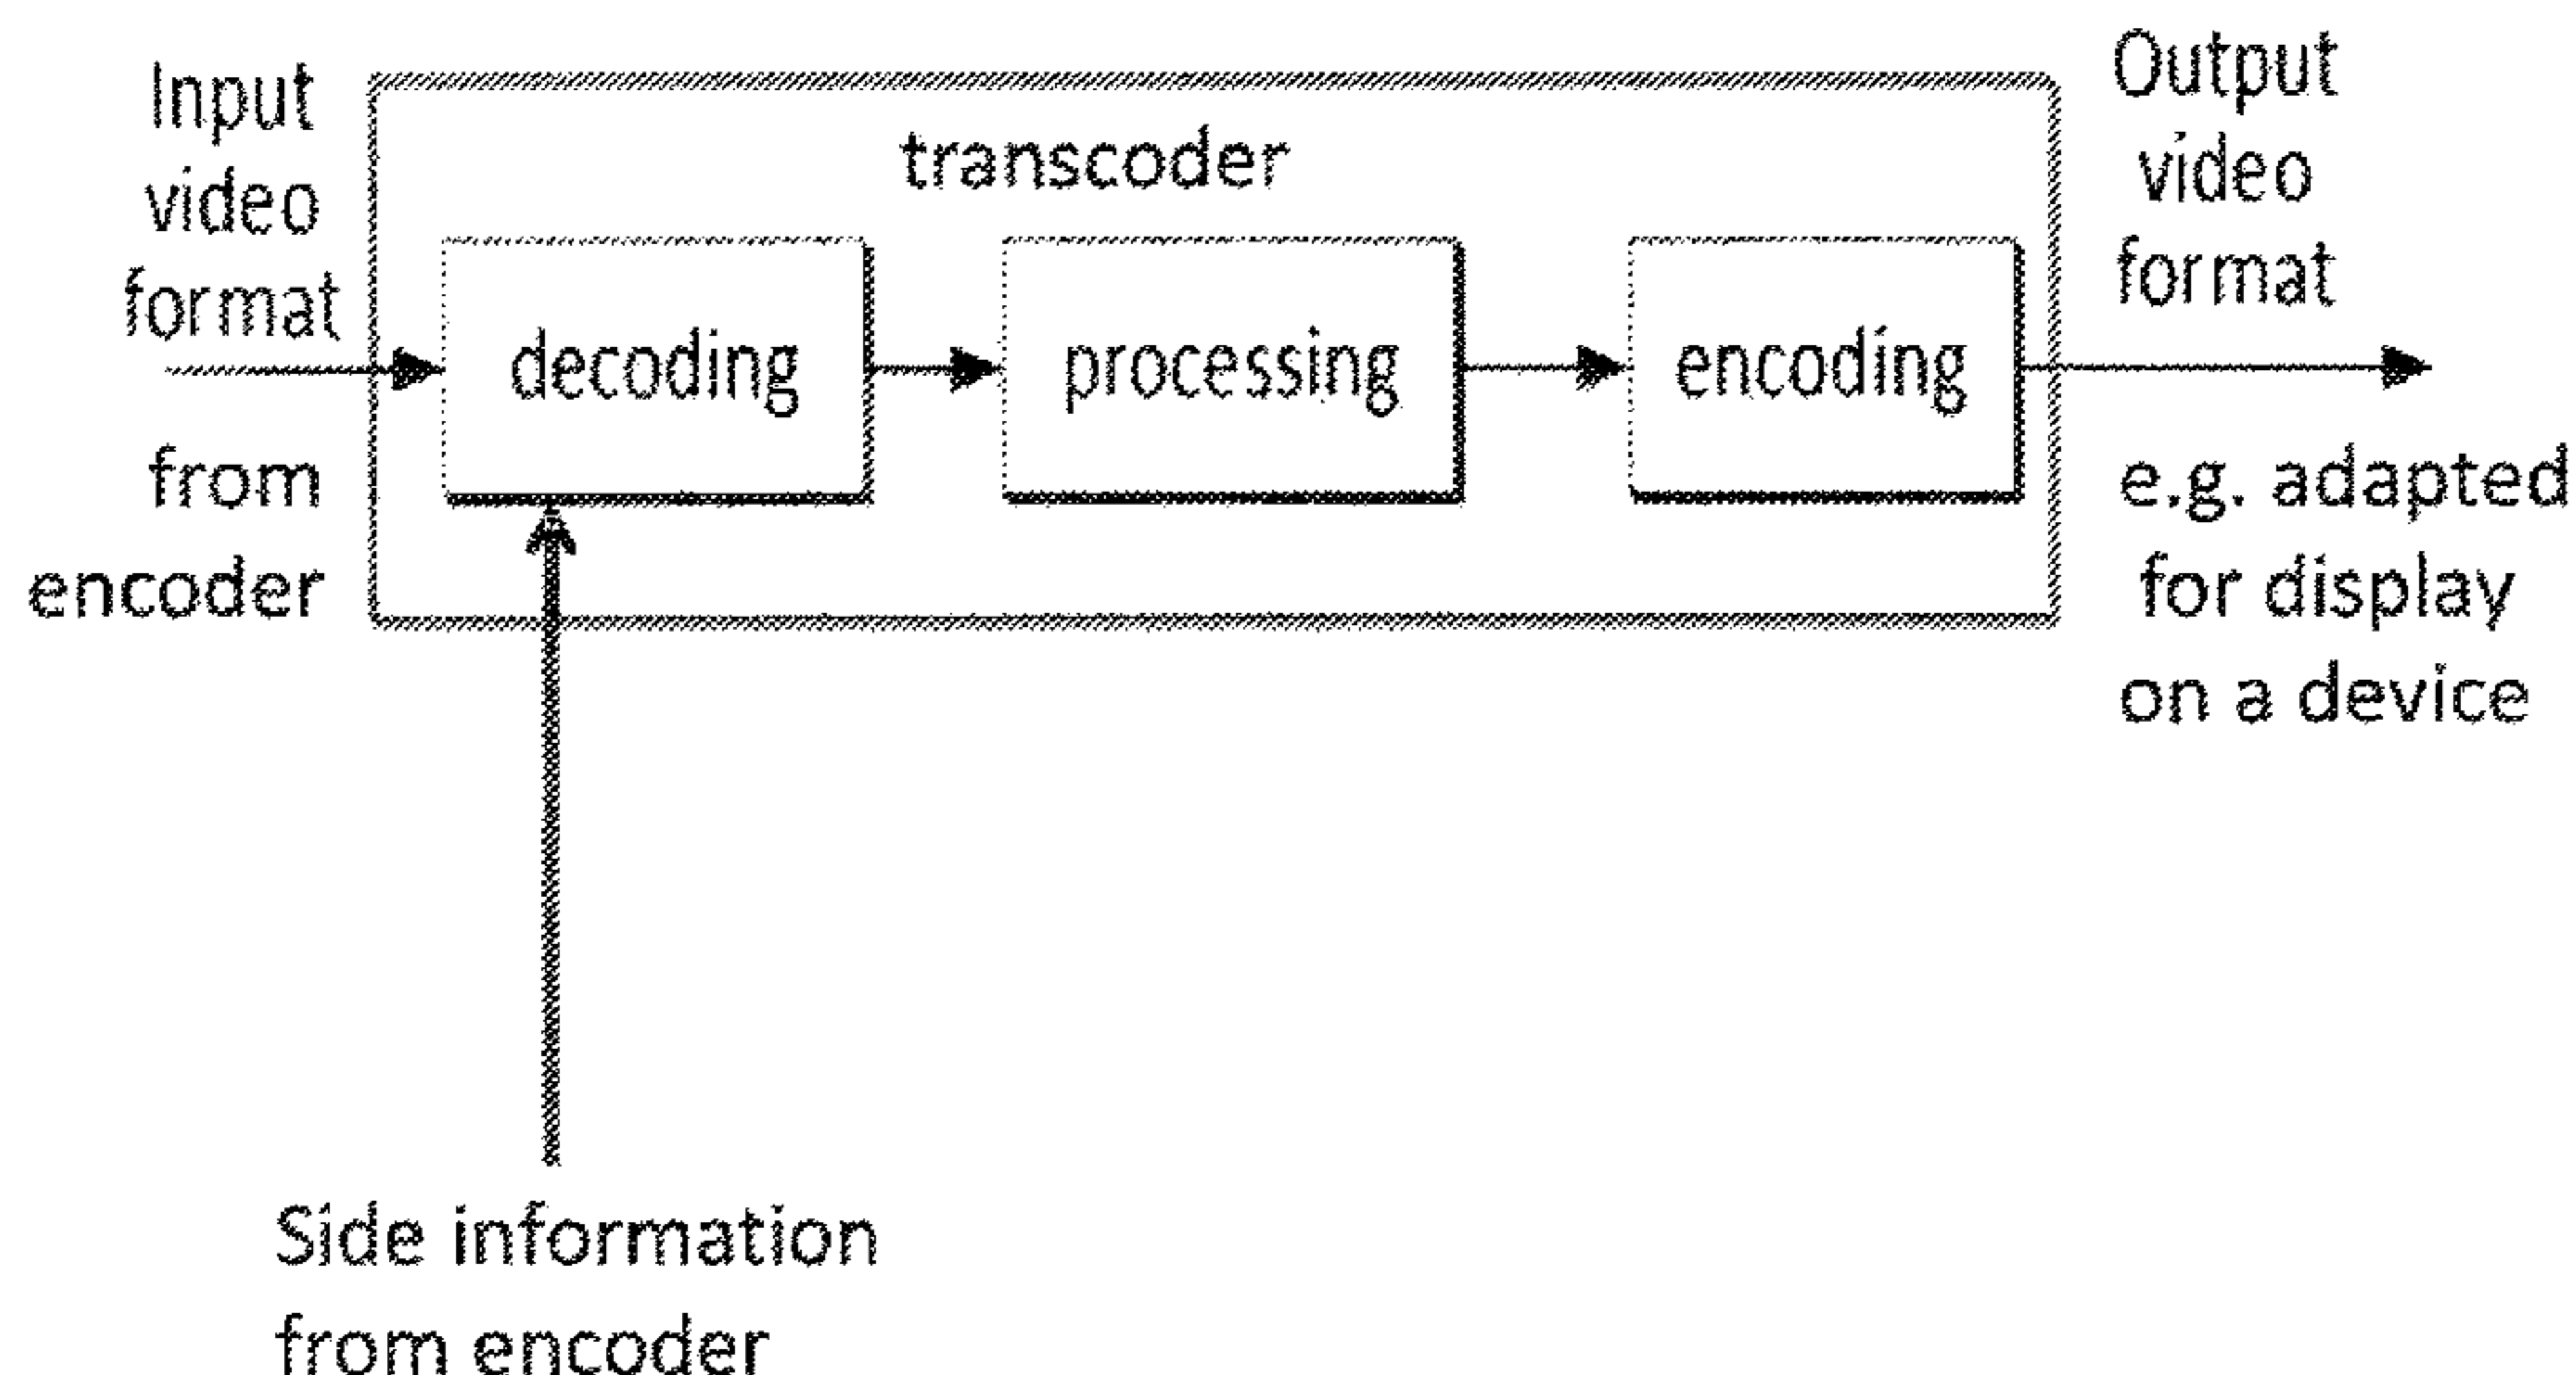 Input
video
format
from
encoder
transcoder
decoding
processing
encoding
Output
video
format
e.g. adapted
for display
on a device
Side information
from encoder